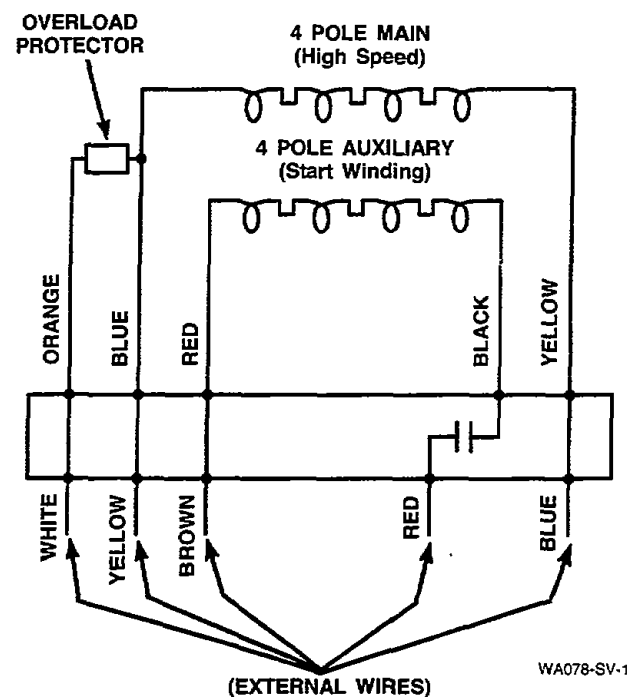 OVERLOAD
PROTECTOR
4 POLE MAIN
(High Speed)
4 POLE AUXILIARY
(Start Winding)
ORANGE
BLUE
RED
BLACK
YELLOW
WHITE
YELLOW
BROWN
RED
BLUE
(EXTERNAL WIRES)
WA078-SV-1